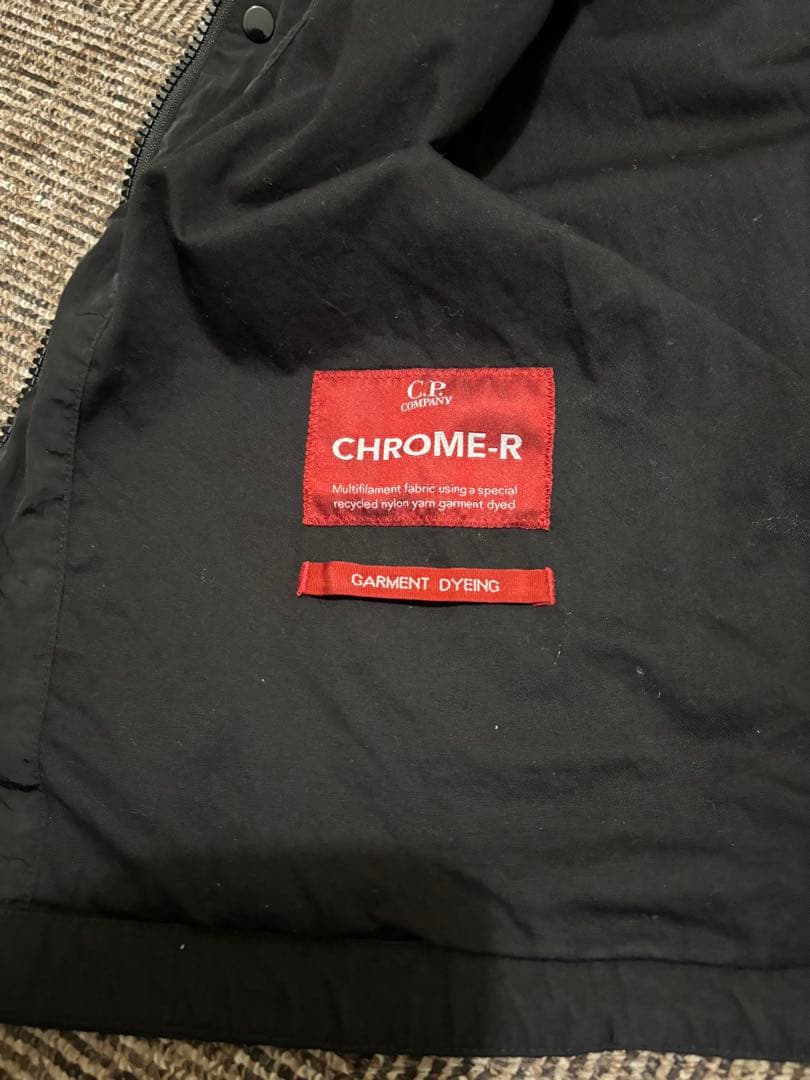 C.P.
COMPANY
CHROME-R
Multifilament fabric using a special
recycled nylon yarn garment dyed
GARMENT DYEING